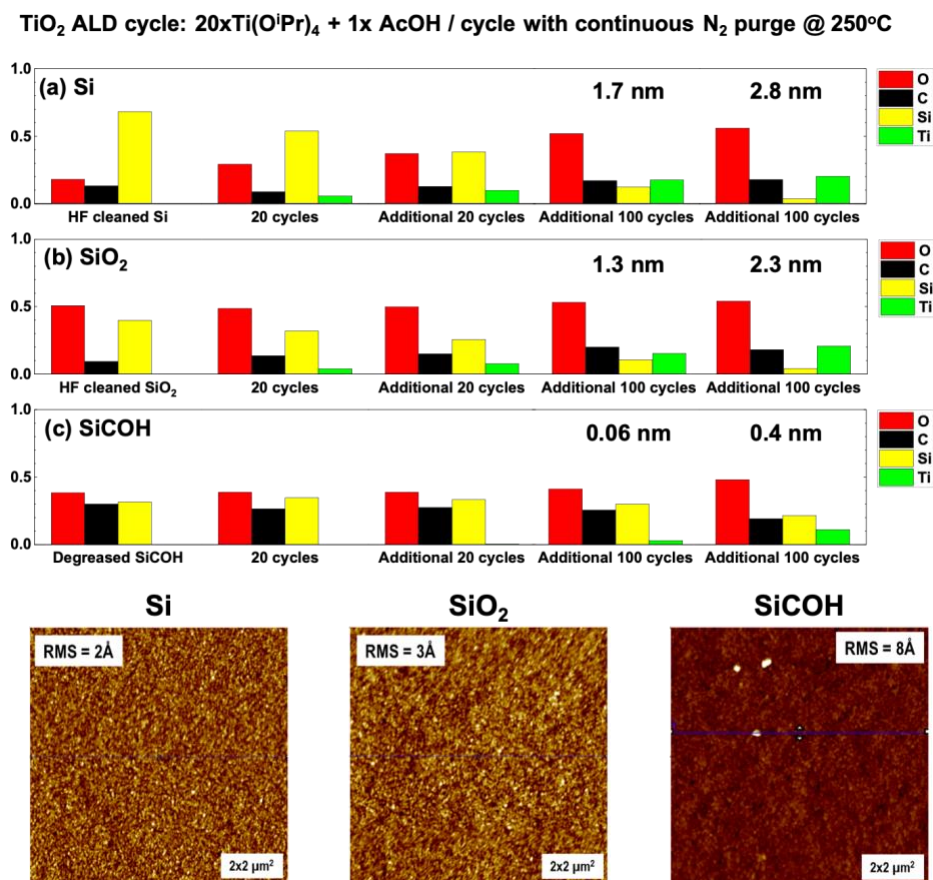 TiO₂ ALD cycle: 20xTi(OⁱPr)₄ + 1x AcOH / cycle with continuous N₂ purge @ 250°C
(a) Si
1.7 nm
2.8 nm
1.0
0.5
0.0
O
C
Si
Ti
HF cleaned Si
20 cycles
Additional 20 cycles
Additional 100 cycles
Additional 100 cycles
(b) SiO₂
1.3 nm
2.3 nm
1.0
0.5
0.0
O
C
Si
Ti
HF cleaned SiO₂
20 cycles
Additional 20 cycles
Additional 100 cycles
Additional 100 cycles
(c) SiCOH
0.06 nm
0.4 nm
1.0
0.5
0.0
O
C
Si
Ti
Degreased SiCOH
20 cycles
Additional 20 cycles
Additional 100 cycles
Additional 100 cycles
Si
SiO₂
SiCOH
RMS = 2Å
RMS = 3Å
RMS = 8Å
2x2 µm²
2x2 µm²
2x2 µm²